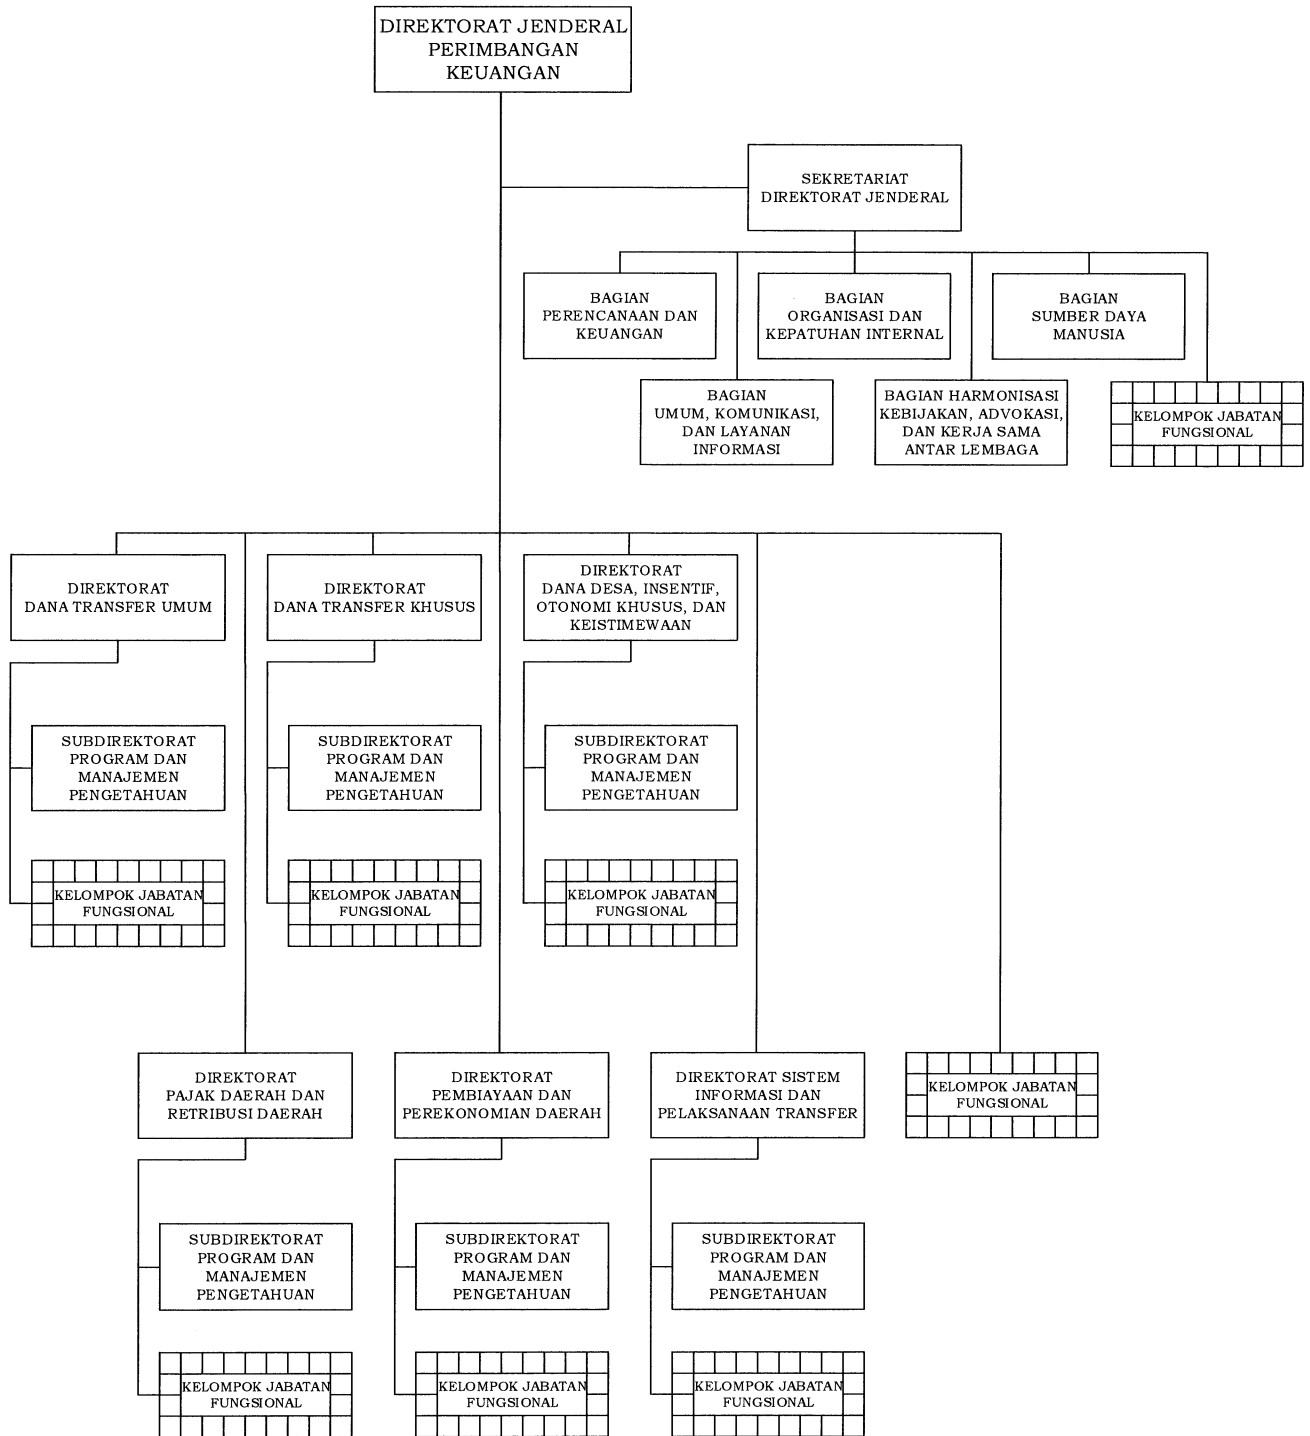 DIREKTORAT JENDERAL
PERIMBANGAN
KEUANGAN
SEKRETARIAT
DIREKTORAT JENDERAL
BAGIAN
PERENCANAAN DAN
KEUANGAN
BAGIAN
ORGANISASI DAN
KEPATUHAN INTERNAL
BAGIAN
SUMBER DAYA
MANUSIA
BAGIAN
UMUM, KOMUNIKASI,
DAN LAYANAN
INFORMASI
BAGIAN HARMONISASI
KEBIJAKAN, ADVOKASI,
DAN KERJA SAMA
ANTAR LEMBAGA
KELOMPOK JABATAN
FUNGSIONAL
DIREKTORAT
DANA TRANSFER UMUM
DIREKTORAT
DANA TRANSFER KHUSUS
DIREKTORAT
DANA DESA, INSENTIF,
OTONOMI KHUSUS, DAN
KEISTIMEWAAN
SUBDIREKTORAT
PROGRAM DAN
MANAJEMEN
PENGETAHUAN
SUBDIREKTORAT
PROGRAM DAN
MANAJEMEN
PENGETAHUAN
SUBDIREKTORAT
PROGRAM DAN
MANAJEMEN
PENGETAHUAN
KELOMPOK JABATAN
FUNGSIONAL
KELOMPOK JABATAN
FUNGSIONAL
KELOMPOK JABATAN
FUNGSIONAL
DIREKTORAT
PAJAK DAERAH DAN
RETRIBUSI DAERAH
DIREKTORAT
PEMBIAYAAN DAN
PEREKONOMIAN DAERAH
DIREKTORAT SISTEM
INFORMASI DAN
PELAKSANAAN TRANSFER
KELOMPOK JABATAN
FUNGSIONAL
SUBDIREKTORAT
PROGRAM DAN
MANAJEMEN
PENGETAHUAN
SUBDIREKTORAT
PROGRAM DAN
MANAJEMEN
PENGETAHUAN
SUBDIREKTORAT
PROGRAM DAN
MANAJEMEN
PENGETAHUAN
KELOMPOK JABATAN
FUNGSIONAL
KELOMPOK JABATAN
FUNGSIONAL
KELOMPOK JABATAN
FUNGSIONAL